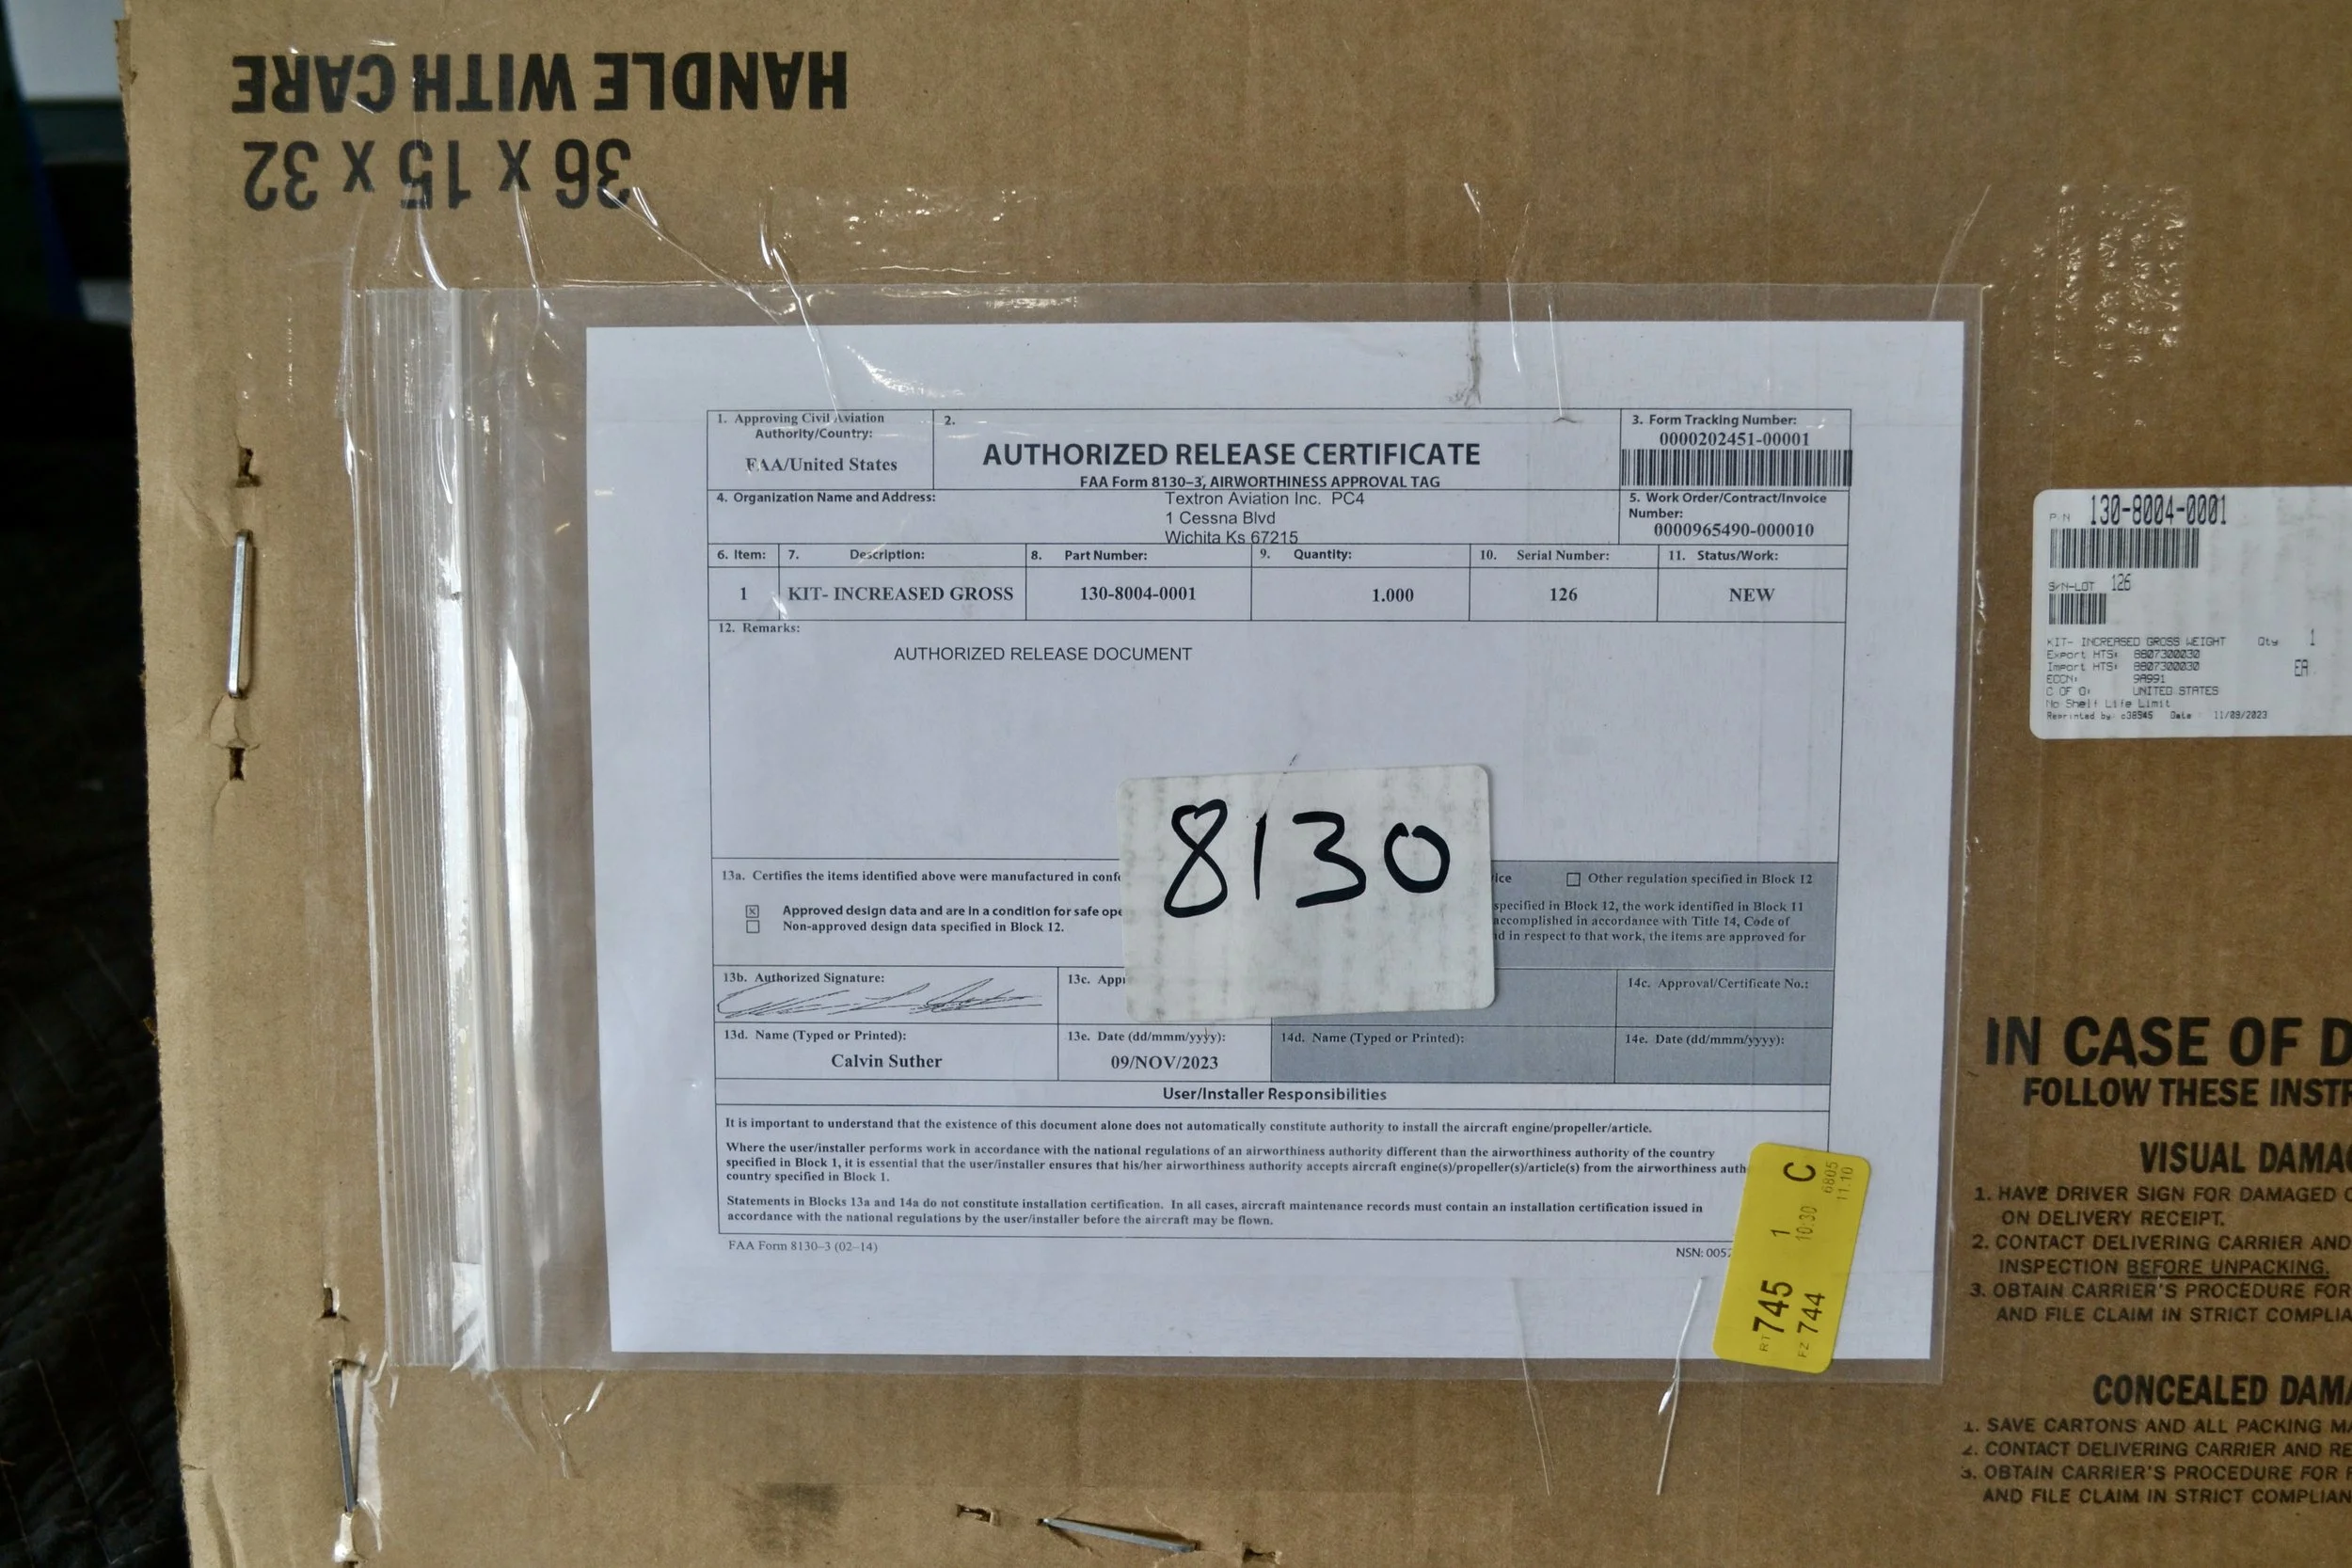 HANDLE WITH CARE
36 x 15 x 32
1. Approving Civil Aviation
Authority/Country:
FAA/United States
2.
AUTHORIZED RELEASE CERTIFICATE
FAA Form 8130–3, AIRWORTHINESS APPROVAL TAG
3. Form Tracking Number:
0000202451-00001
4. Organization Name and Address:
Textron Aviation Inc. PC4
1 Cessna Blvd
Wichita Ks 67215
5. Work Order/Contract/Invoice
Number:
0000965490-000010
6. Item: 7. Description: 8. Part Number: 9. Quantity: 10. Serial Number: 11. Status/Work:
1 KIT- INCREASED GROSS 130-8004-0001 1.000 126 NEW
12. Remarks:
AUTHORIZED RELEASE DOCUMENT
8130
13a. Certifies the items identified above were manufactured in
Approved design data and are in a condition for safe
Non-approved design data specified in Block 12.
Other regulation specified in Block 12
specified in Block 12, the work identified in Block 11
accomplished in accordance with Title 14, Code of
in respect to that work, the items are approved for
13b. Authorized Signature:
13c.
14c. Approval/Certificate No.:
13d. Name (Typed or Printed):
Calvin Suther
13e. Date (dd/mmm/yyyy):
09/NOV/2023
14d. Name (Typed or Printed):
14e. Date (dd/mmm/yyyy):
User/Installer Responsibilities
It is important to understand that the existence of this document alone does not automatically constitute authority to install the aircraft engine/propeller/article.
Where the user/installer performs work in accordance with the national regulations of an airworthiness authority different than the airworthiness authority of the country
specified in Block 1, it is essential that the user/installer ensures that his/her airworthiness authority accepts aircraft engine(s)/propeller(s)/article(s) from the airworthiness
country specified in Block 1.
Statements in Blocks 13a and 14a do not constitute installation certification. In all cases, aircraft maintenance records must contain an installation certification issued in
accordance with the national regulations by the user/installer before the aircraft may be flown.
FAA Form 8130–3 (02–14)
NSN: 005
RT 745 1 10:30 C
FZ 744 6805
11.10
P/N 130-8004-0001
S/N-LOT 126
KIT- INCREASED GROSS WEIGHT Qty 1
Export HTS: 8807300030
Import HTS: 8807300030 EA
ECCN: 9A991
C OF O: UNITED STATES
No Shelf Life Limit
Reprinted by: c38545 Date 11/09/2023
IN CASE OF
FOLLOW THESE
VISUAL
1. HAVE DRIVER SIGN FOR DAMAGED
ON DELIVERY RECEIPT.
2. CONTACT DELIVERING CARRIER AND
INSPECTION BEFORE UNPACKING.
3. OBTAIN CARRIER'S PROCEDURE FOR
AND FILE CLAIM IN STRICT
CONCEALED
1. SAVE CARTONS AND ALL PACKING
2. CONTACT DELIVERING CARRIER AND
3. OBTAIN CARRIER'S PROCEDURE FOR
AND FILE CLAIM IN STRICT